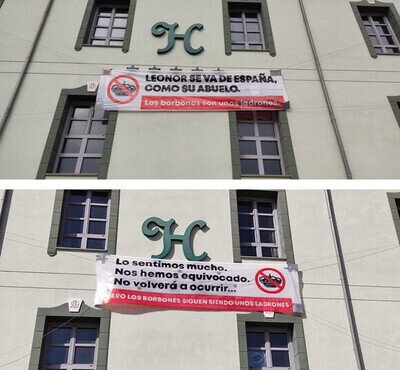 H
LEONOR SE VA DE ESPAÑA,
COMO SU ABUELO.
Los borbones son unos ladrones.
H
Lo sentimos mucho.
Nos hemos equivocado.
No volverá a ocurrir...
PERO LOS BORBONES SIGUEN SIENDO UNOS LADRONES